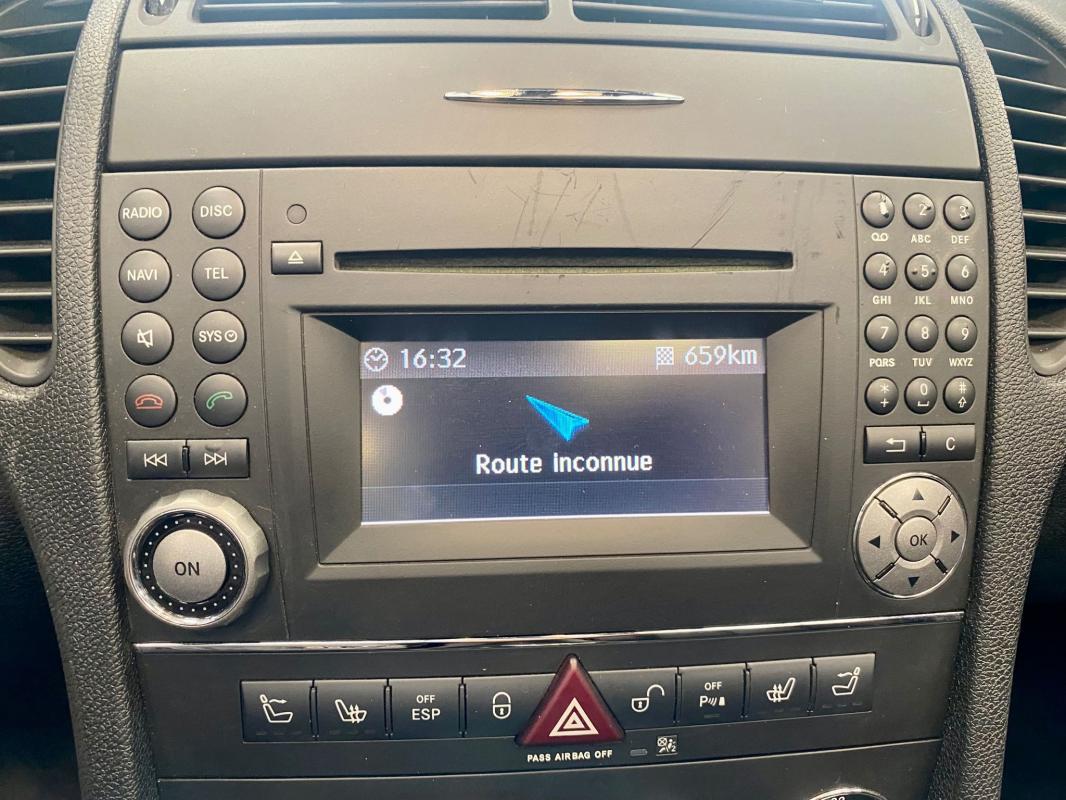 RADIO DISC
NAVI TEL
SYS
ON
16:32 659km
Route inconnue
2 3
ABC DEF
4 5 6
GHI JKL MNO
7 8 9
PQRS TUV WXYZ
* 0 #
+
C
OK
OFF
ESP
OFF
P
PASS AIRBAG OFF